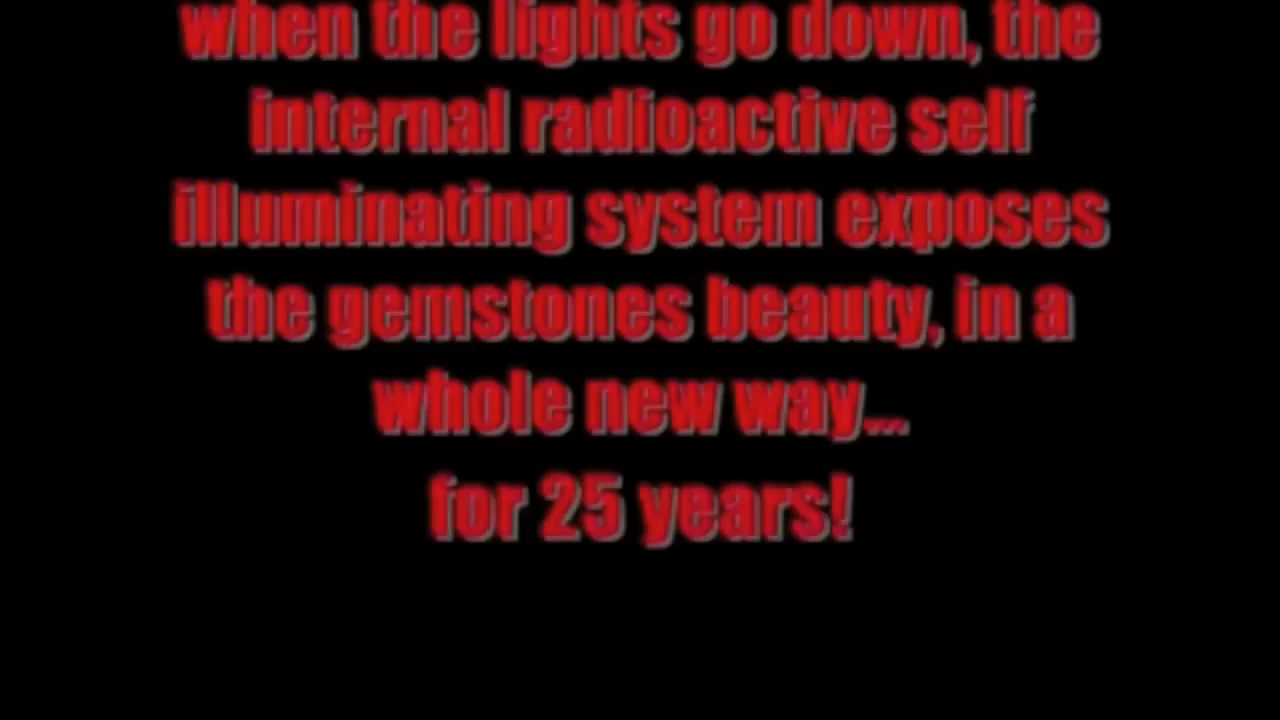 when the lights go down, the
internal radioactive self
illuminating system exposes
the gemstones beauty, in a
whole new way...
for 25 years!